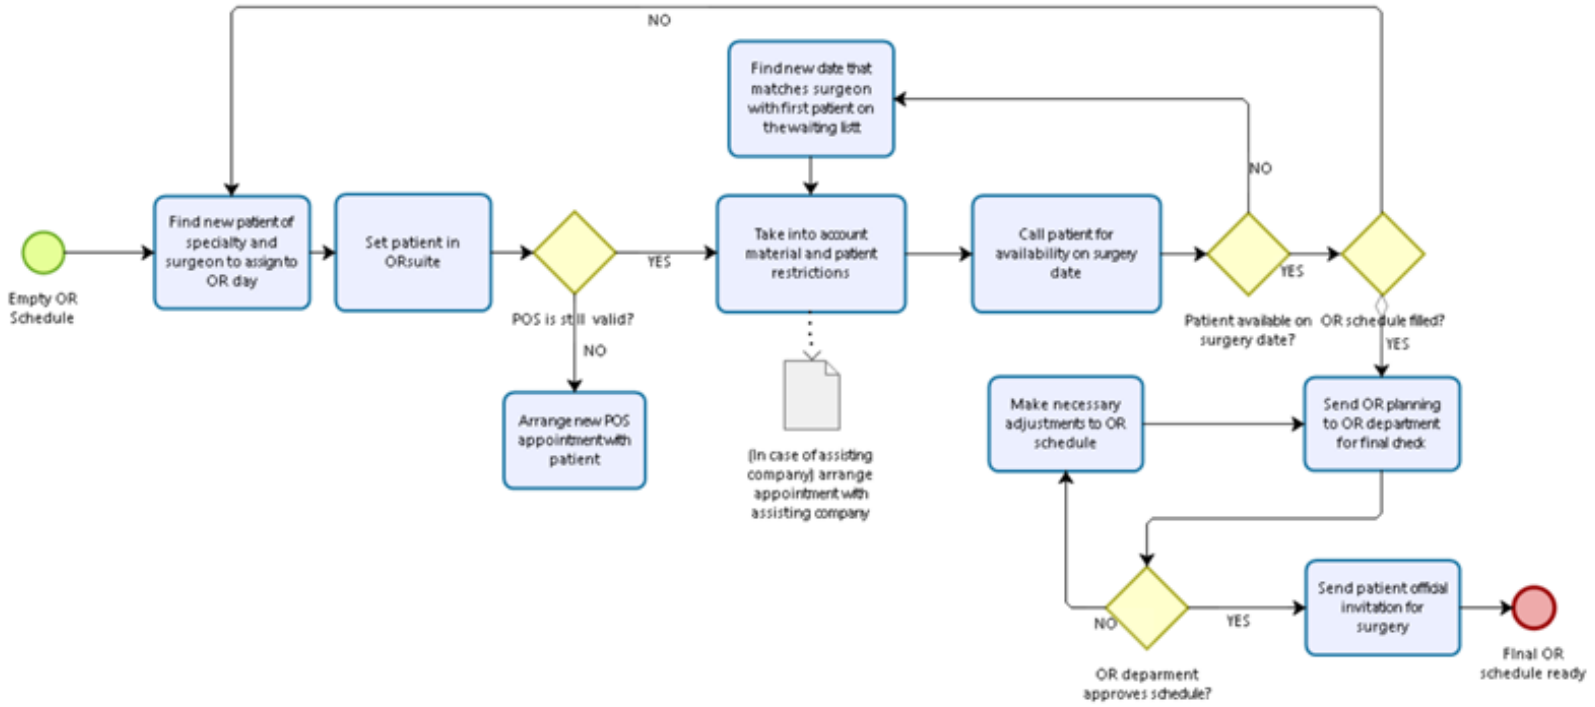 NO
Find new date that
matches surgeon
with first patient on
the waiting listt
NO
Find new patient of
specialty and
surgeon to assign to
OR day
Set patient in
ORsuite
YES
Take into account
material and patient
restrictions
Call patient for
availability on surgery
date
YES
Empty OR
Schedule
POS is still valid?
NO
Patient available on
surgery date?
OR schedule filled?
YES
Arrange new POS
appointment with
patient
(In case of assisting
company) arrange
appointment with
assisting company
Make necessary
adjustments to OR
schedule
Send OR planning
to OR department
for final check
NO
YES
Send patient official
invitation for
surgery
OR deparment
approves schedule?
FInal OR
schedule ready